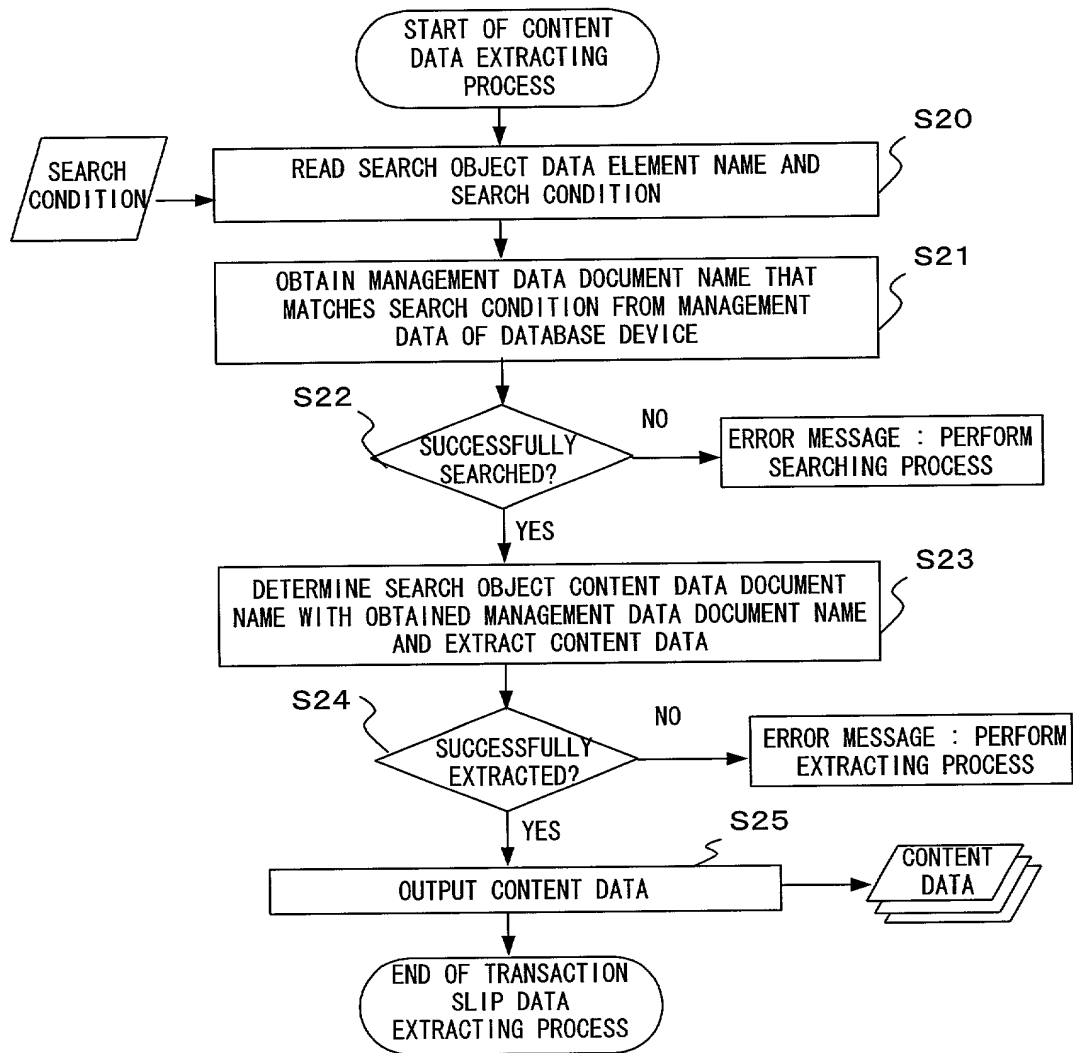 START OF CONTENT
DATA EXTRACTING
PROCESS
S20
SEARCH
CONDITION
READ SEARCH OBJECT DATA ELEMENT NAME AND
SEARCH CONDITION
S21
OBTAIN MANAGEMENT DATA DOCUMENT NAME THAT
MATCHES SEARCH CONDITION FROM MANAGEMENT
DATA OF DATABASE DEVICE
S22
SUCCESSFULLY
SEARCHED?
NO
ERROR MESSAGE : PERFORM
SEARCHING PROCESS
YES
S23
DETERMINE SEARCH OBJECT CONTENT DATA DOCUMENT
NAME WITH OBTAINED MANAGEMENT DATA DOCUMENT NAME
AND EXTRACT CONTENT DATA
S24
SUCCESSFULLY
EXTRACTED?
NO
ERROR MESSAGE : PERFORM
EXTRACTING PROCESS
YES
S25
OUTPUT CONTENT DATA
CONTENT
DATA
END OF TRANSACTION
SLIP DATA
EXTRACTING PROCESS